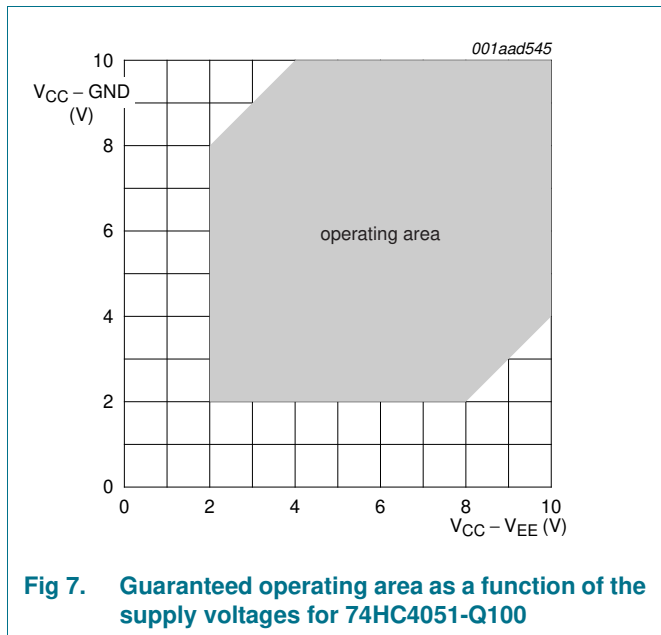 001aad545
10
VCC – GND
(V)
8
6
operating area
4
2
0
0 2 4 6 8 10
VCC – VEE (V)
Fig 7. Guaranteed operating area as a function of the
supply voltages for 74HC4051-Q100